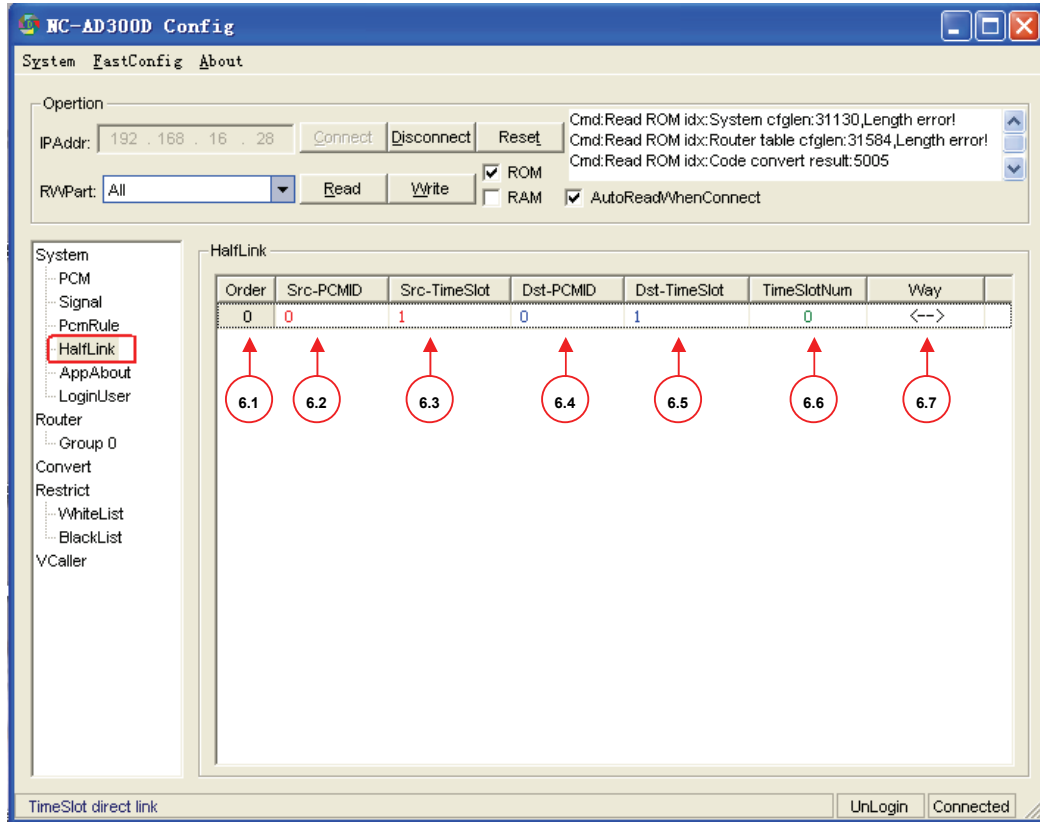 NC-AD300D Config
System FastConfig About
Opertion
IPAddr: 192 . 168 . 16 . 28 Connect Disconnect Reset
Cmd:Read ROM idx:System cfglen:31130,Length error!
Cmd:Read ROM idx:Router table cfglen:31584,Length error!
Cmd:Read ROM idx:Code convert result:5005
RWPart: All Read Write ROM
RAM AutoReadWhenConnect
System
PCM
Signal
PcmRule
HalfLink
AppAbout
LoginUser
Router
Group 0
Convert
Restrict
WhiteList
BlackList
VCaller
HalfLink
Order Src-PCMID Src-TimeSlot Dst-PCMID Dst-TimeSlot TimeSlotNum Way
0 0 1 0 1 0 <-->
6.1 6.2 6.3 6.4 6.5 6.6 6.7
TimeSlot direct link UnLogin Connected